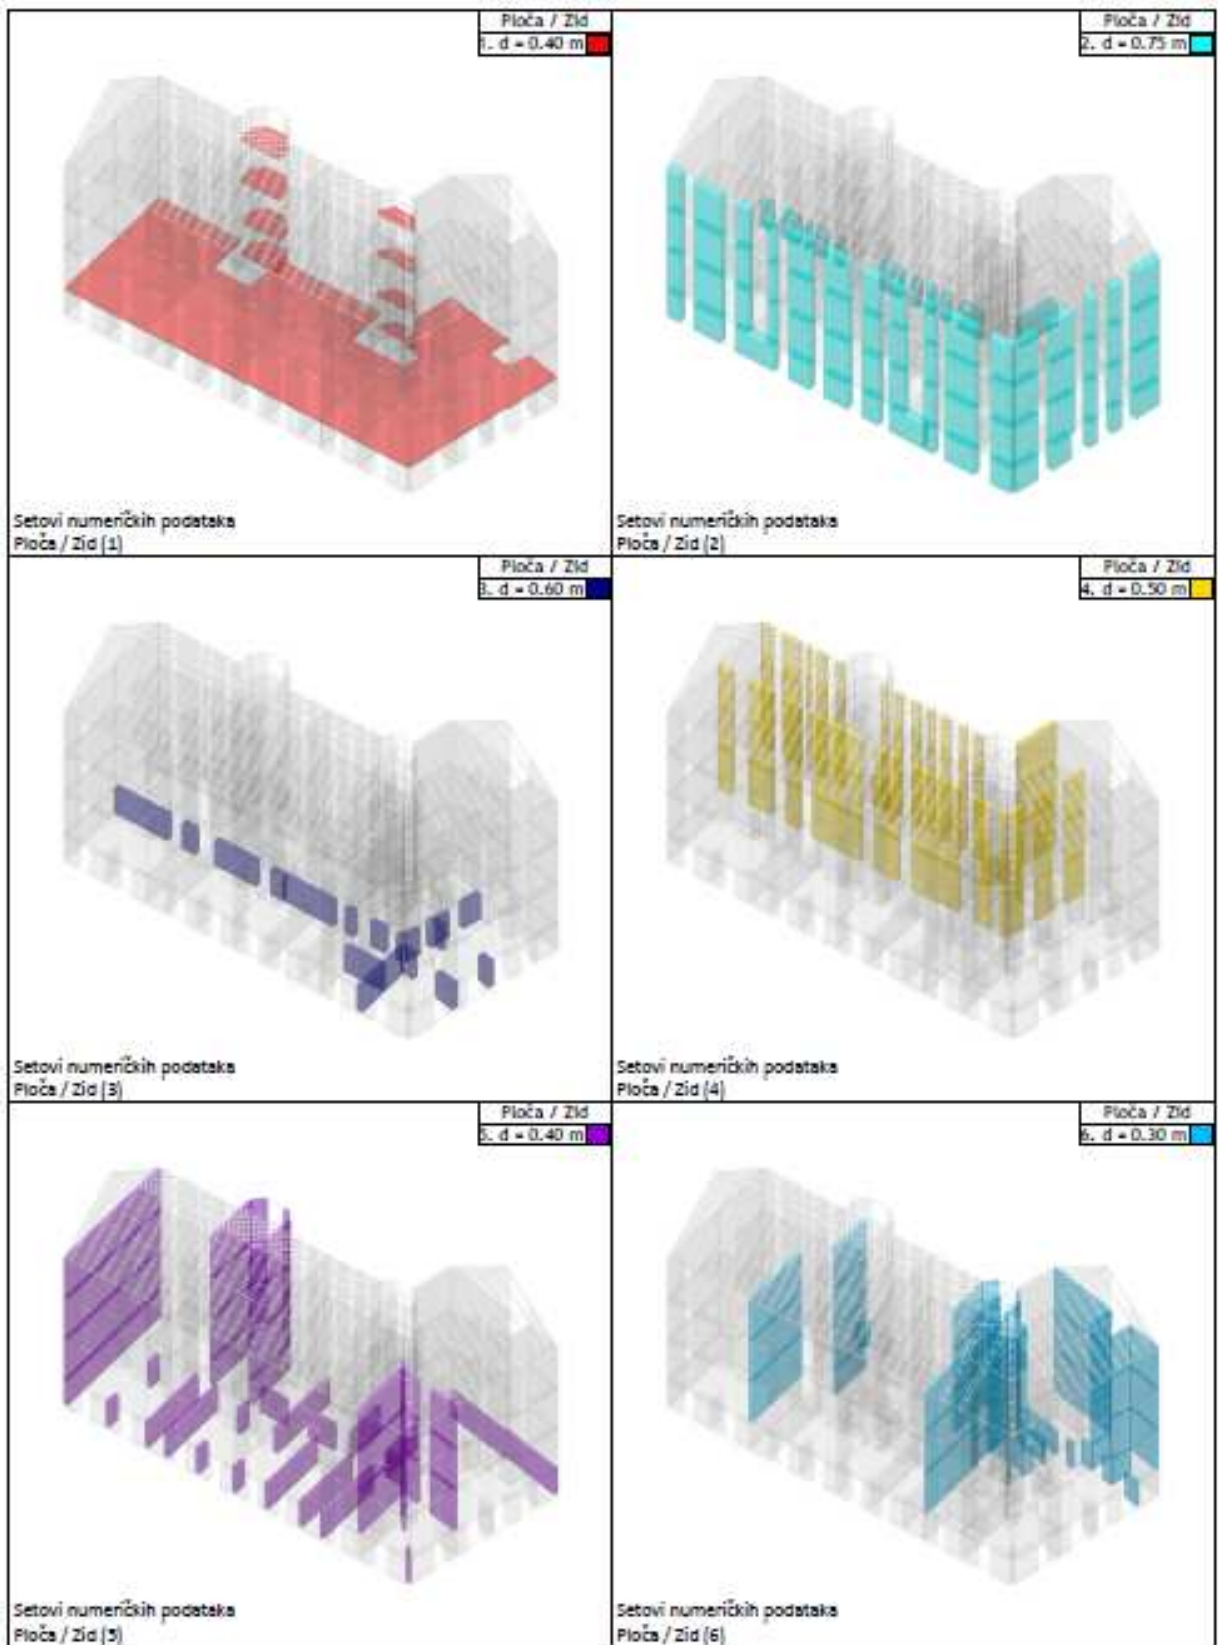 Ploča / Zid
1. d = 0.40 m
Setovi numeričkih podataka
Ploča / Zid (1)
Ploča / Zid
2. d = 0.75 m
Setovi numeričkih podataka
Ploča / Zid (2)
Ploča / Zid
3. d = 0.60 m
Setovi numeričkih podataka
Ploča / Zid (3)
Ploča / Zid
4. d = 0.50 m
Setovi numeričkih podataka
Ploča / Zid (4)
Ploča / Zid
5. d = 0.40 m
Setovi numeričkih podataka
Ploča / Zid (5)
Ploča / Zid
6. d = 0.30 m
Setovi numeričkih podataka
Ploča / Zid (6)